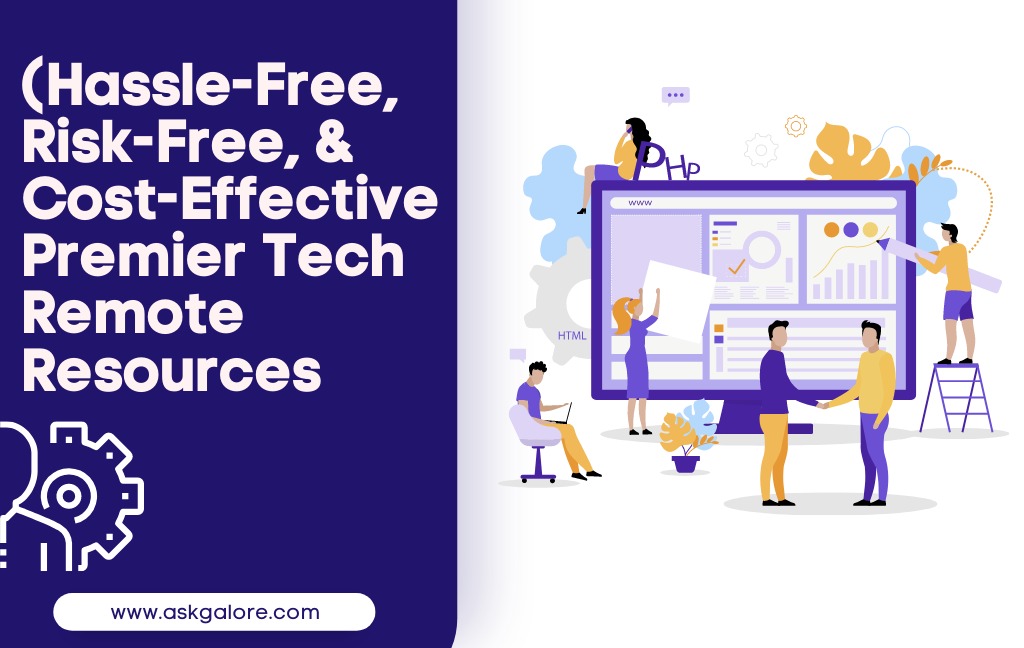 (Hassle-Free,
Risk-Free, &
Cost-Effective
Premier Tech
Remote
Resources
www.askgalore.com
PHP
www
HTML